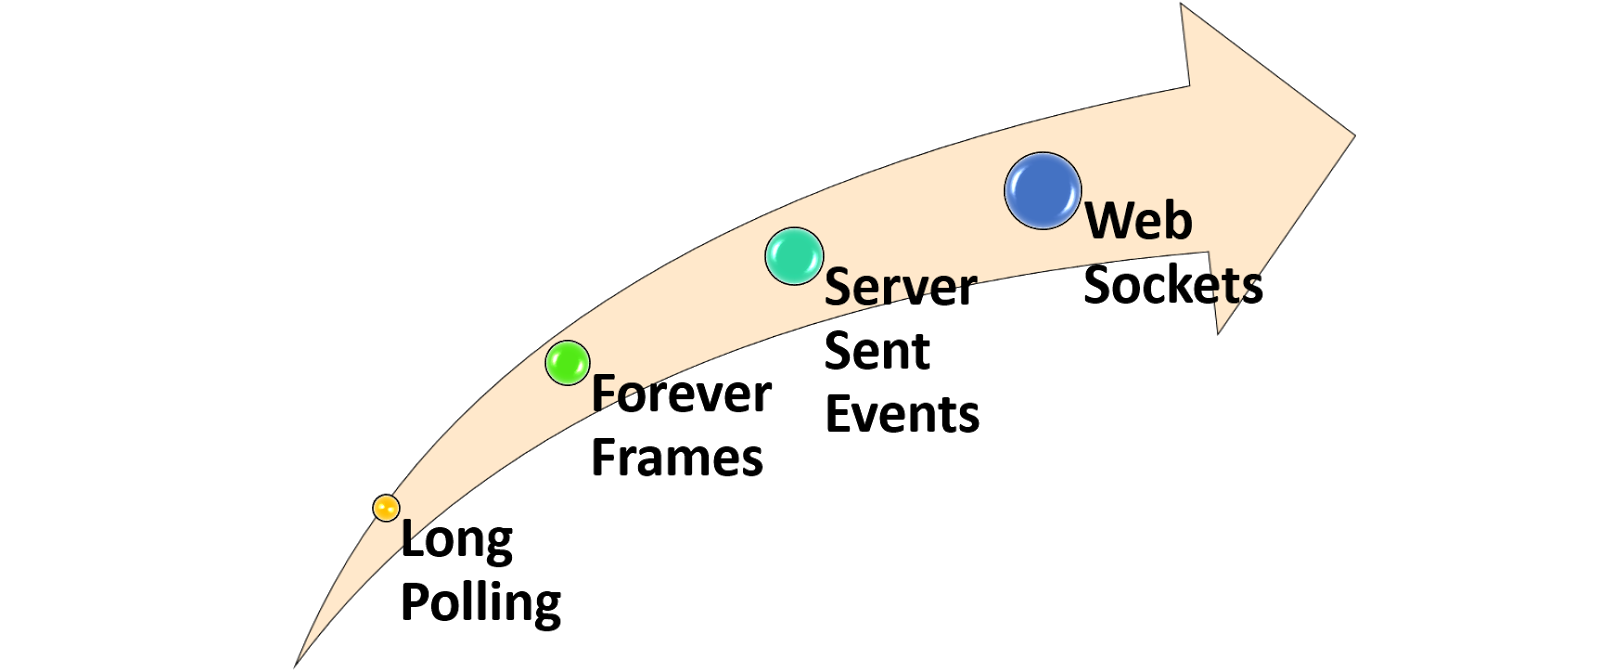 Long
Polling
Forever
Frames
Server
Sent
Events
Web
Sockets